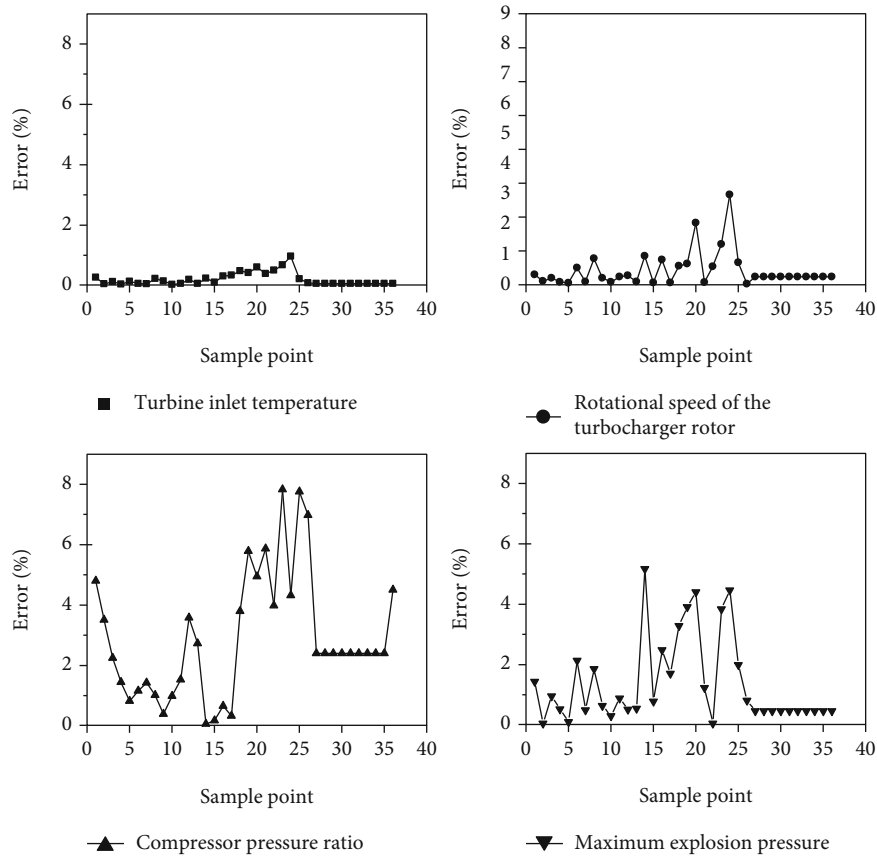 8
6
4
2
0
0 5 10 15 20 25 30 35 40
Error (%)
Sample point
Turbine inlet temperature
9
8
7
6
5
3
2
1
0
0 5 10 15 20 25 30 35 40
Error (%)
Sample point
Rotational speed of the
turbocharger rotor
8
6
4
2
0
0 5 10 15 20 25 30 35 40
Error (%)
Sample point
Compressor pressure ratio
8
6
4
2
0
0 5 10 15 20 25 30 35 40
Error (%)
Sample point
Maximum explosion pressure